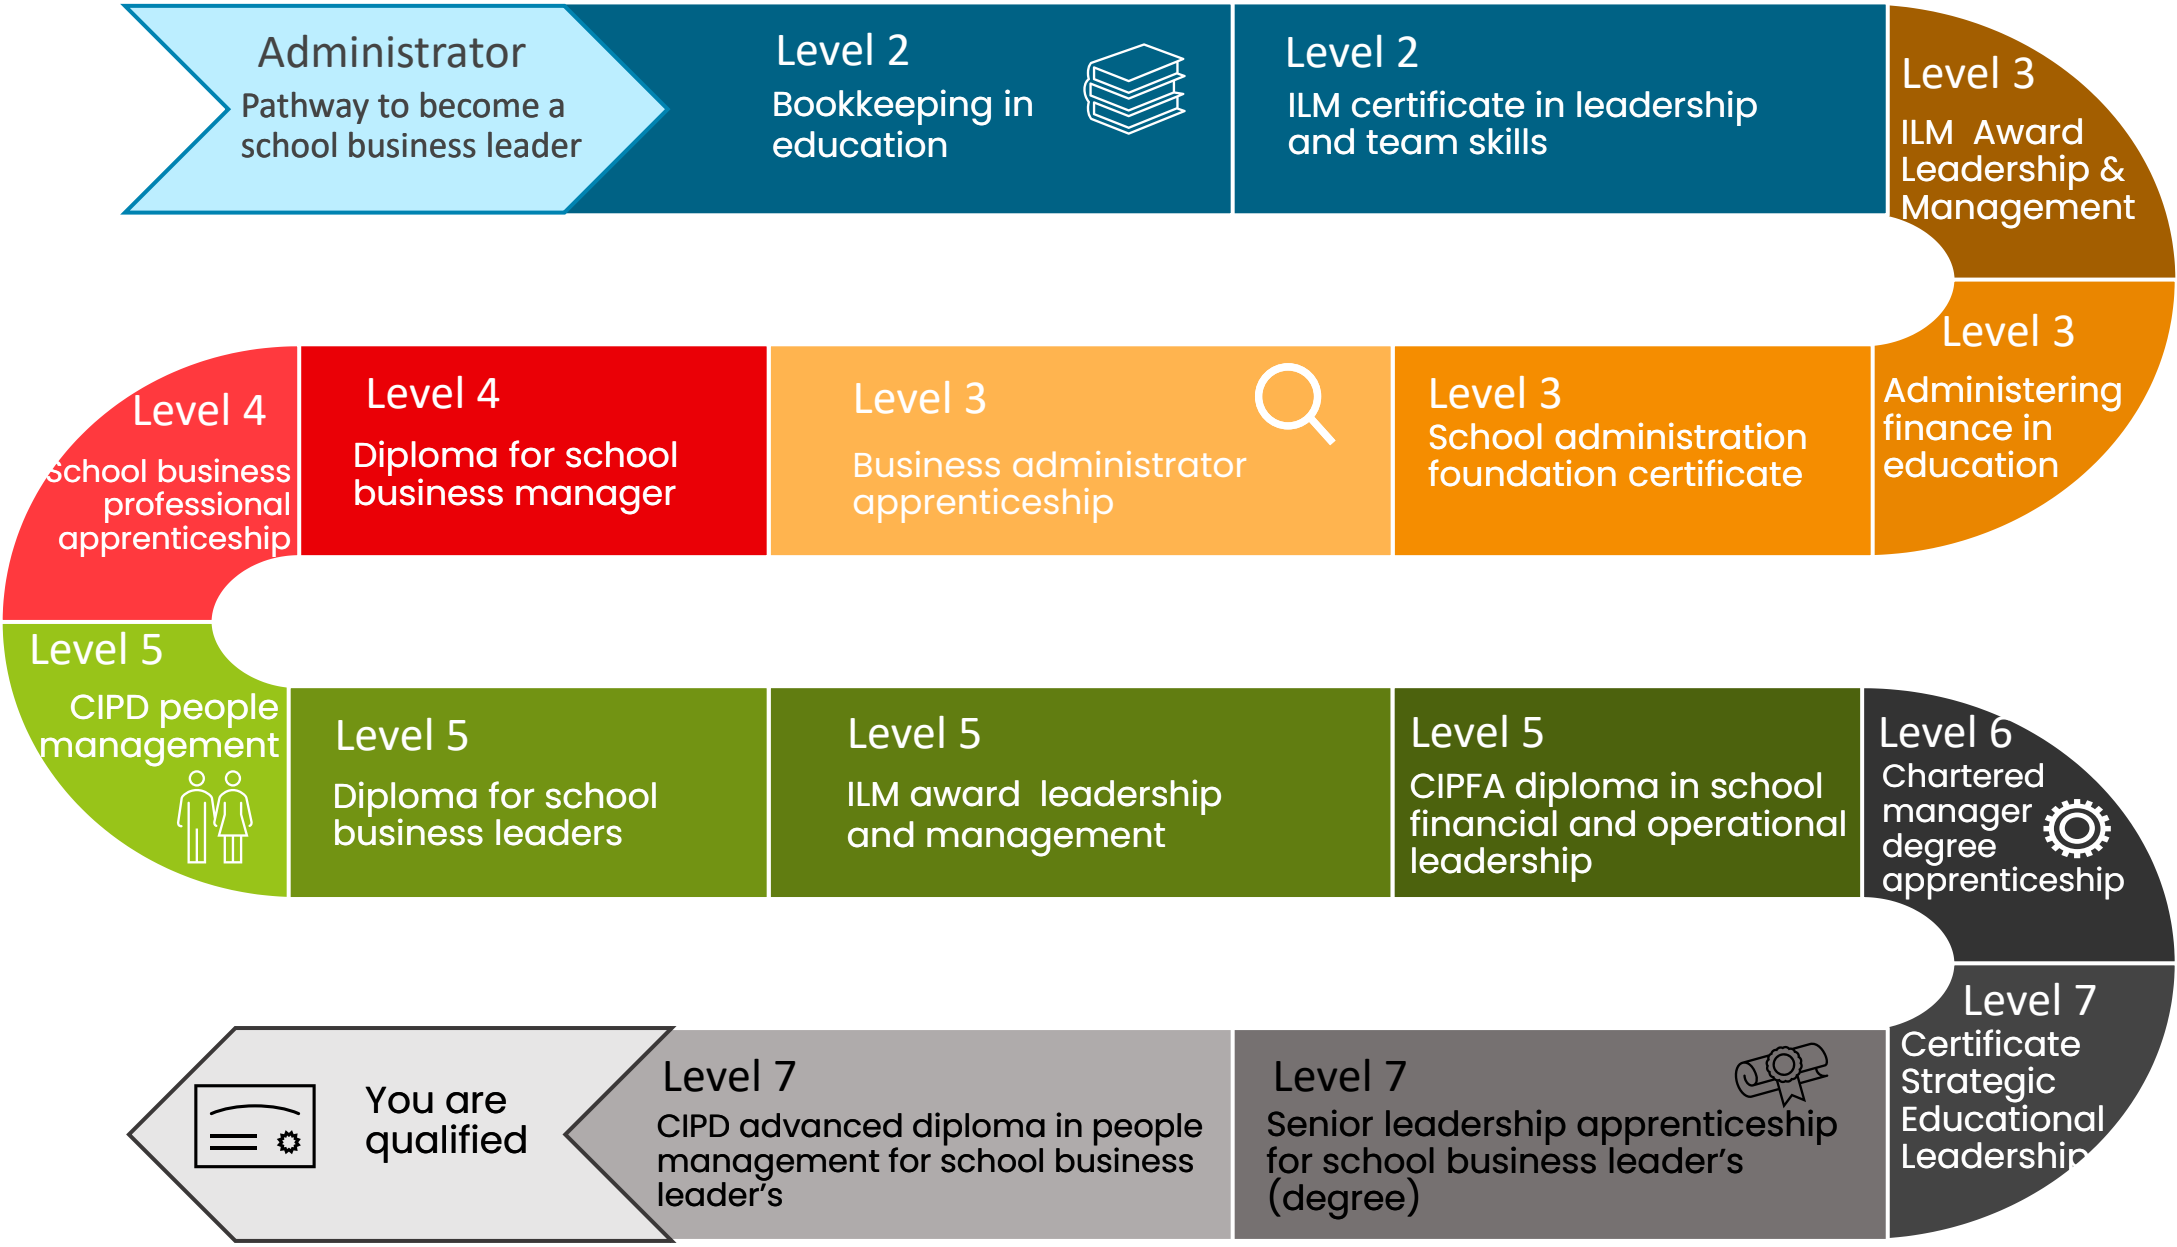 Administrator
Pathway to become a
school business leader
Level 2
Bookkeeping in
education
Level 2
ILM certificate in leadership
and team skills
Level 3
ILM Award
Leadership &
Management
Level 3
Administering
finance in
education
Level 3
School administration
foundation certificate
Level 3
Business administrator
apprenticeship
Level 4
Diploma for school
business manager
Level 4
School business
professional
apprenticeship
Level 5
CIPD people
management
Level 5
Diploma for school
business leaders
Level 5
ILM award leadership
and management
Level 5
CIPFA diploma in school
financial and operational
leadership
Level 6
Chartered
manager
degree
apprenticeship
Level 7
Certificate
Strategic
Educational
Leadership
Level 7
Senior leadership apprenticeship
for school business leader’s
(degree)
Level 7
CIPD advanced diploma in people
management for school business
leader’s
You are
qualified